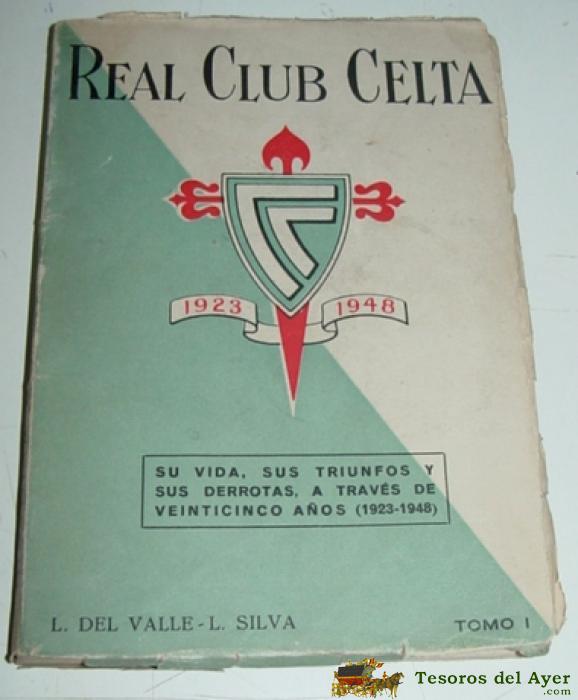 REAL CLUB CELTA
1923 1948
SU VIDA, SUS TRIUNFOS Y
SUS DERROTAS, A TRAVÉS DE
VEINTICINCO AÑOS (1923-1948)
L. DEL VALLE - L. SILVA TOMO I
Tesoros del Ayer
.com